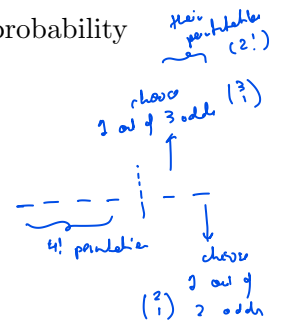 probability
their
permutations
(2!)
choose
1 out of 3 odds (3 1)
4! permutation
choose
1 out of
2 odds
(2 1)